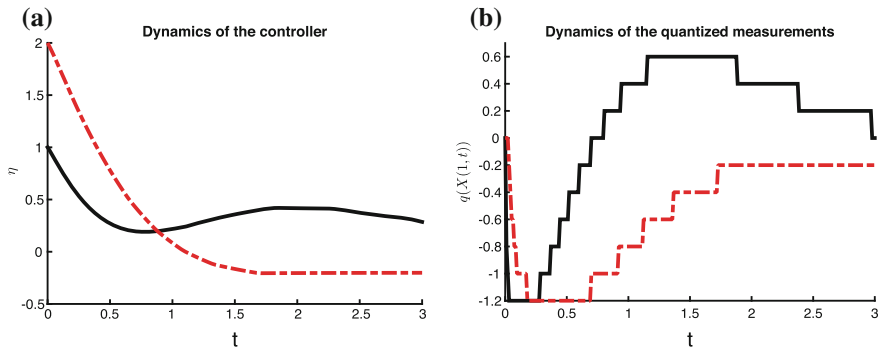 (a)
Dynamics of the controller
2
1.5
1
0.5
0
-0.5
η
0 0.5 1 1.5 2 2.5 3
t
(b)
Dynamics of the quantized measurements
0.6
0.4
0.2
0
-0.2
-0.4
-0.6
-0.8
-1
-1.2
q(X(1, t))
0 0.5 1 1.5 2 2.5 3
t